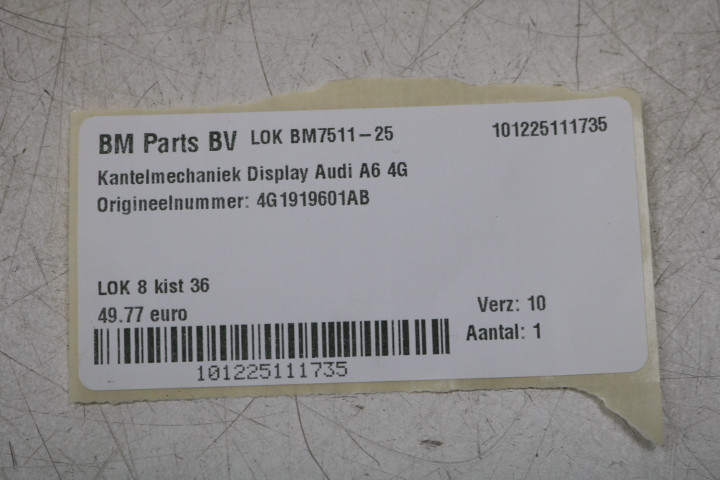 BM Parts BV LOK BM7511-25 101225111735
Kantelmechaniek Display Audi A6 4G
Origineelnummer: 4G1919601AB
LOK 8 kist 36
49.77 euro
Verz: 10
Aantal: 1
101225111735